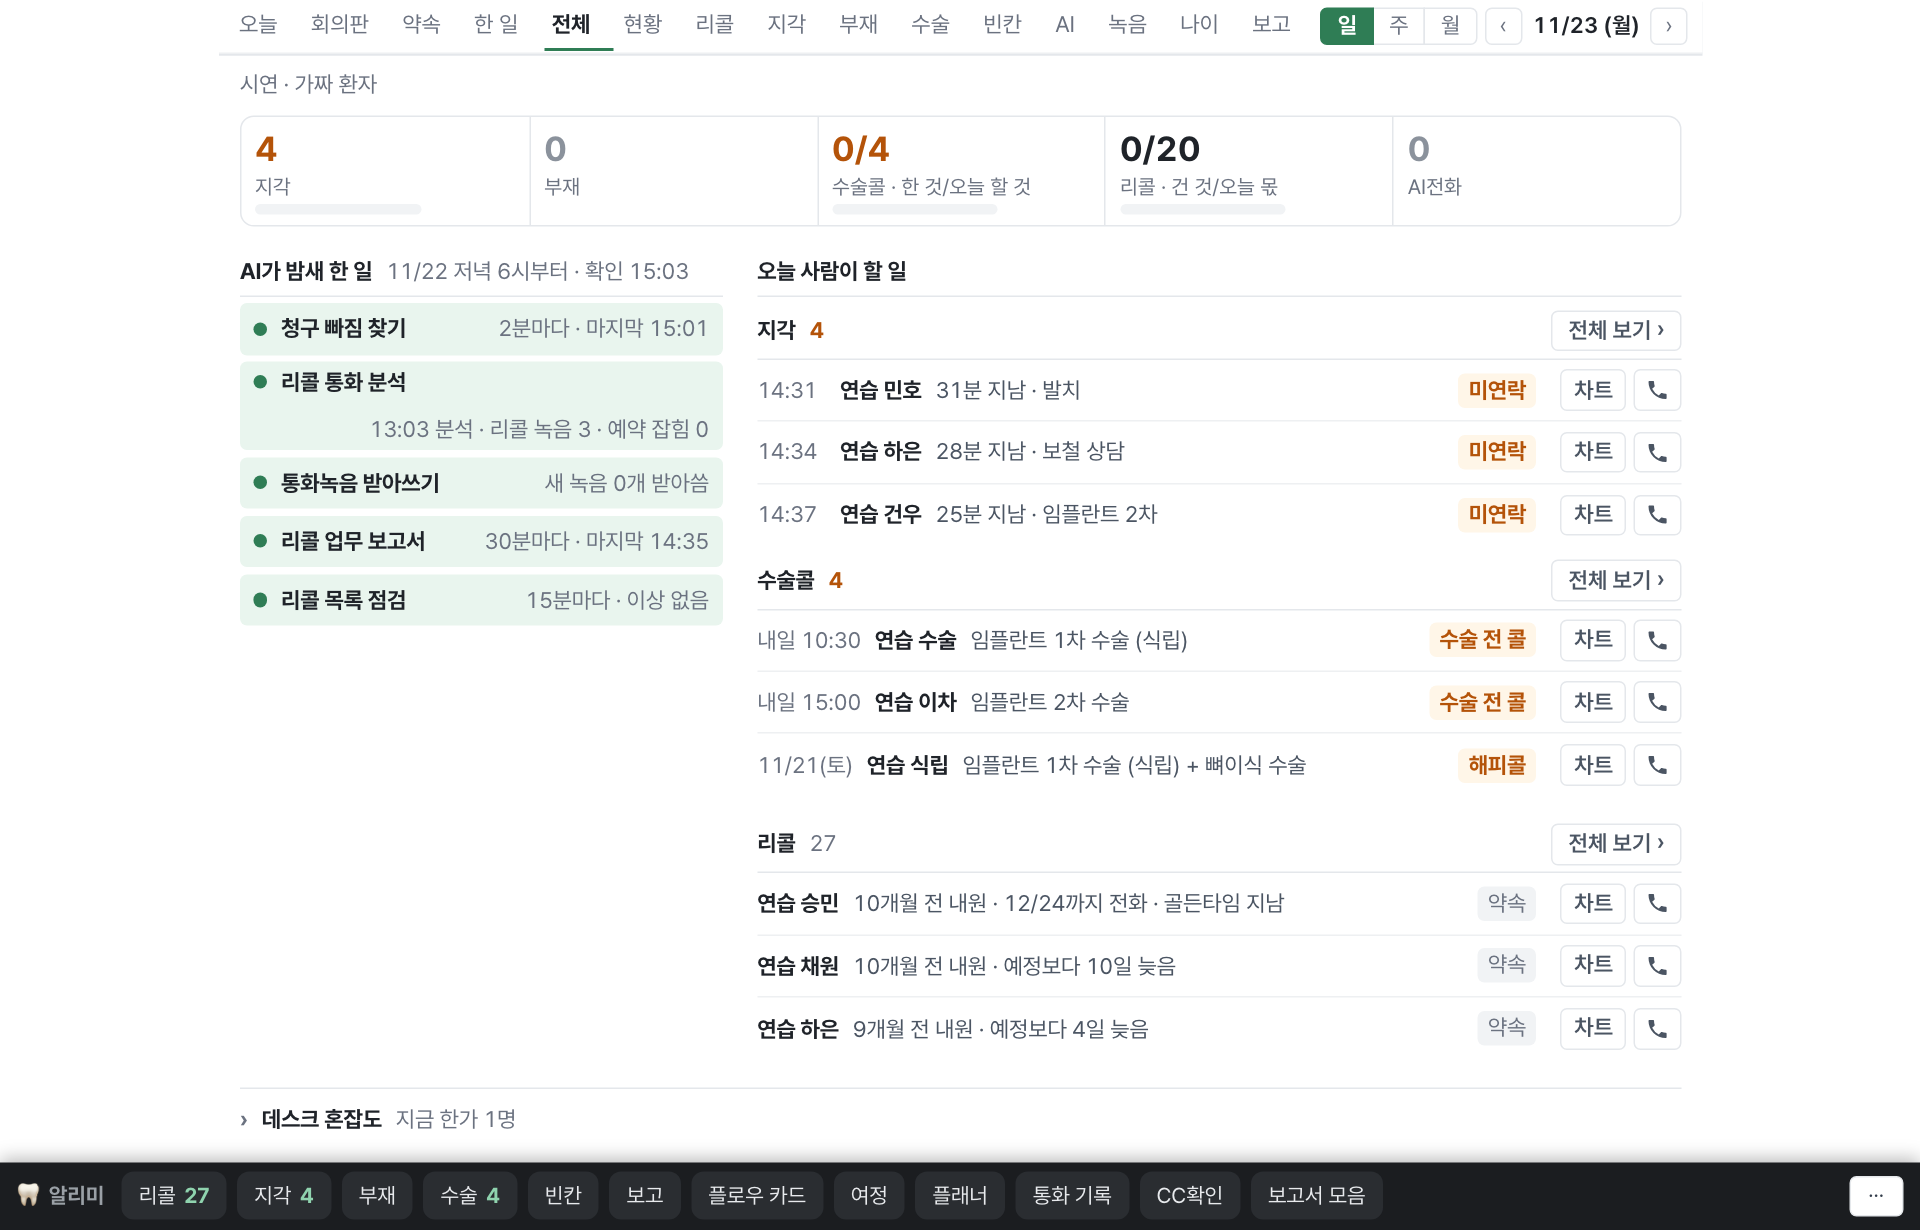 오늘 회의판 약속 한 일 전체 현황 리콜 지각 부재 수술 빈칸 AI 녹음 나이 보고 일 주 월 ‹ 11/23 (월) ›
시연 · 가짜 환자
4 0 0/4 0/20 0
지각 부재 수술콜 · 한 것/오늘 할 것 리콜 · 건 것/오늘 몫 AI전화
AI가 밤새 한 일 11/22 저녁 6시부터 · 확인 15:03
청구 빠짐 찾기 2분마다 · 마지막 15:01
리콜 통화 분석
13:03 분석 · 리콜 녹음 3 · 예약 잡힘 0
통화녹음 받아쓰기 새 녹음 0개 받아씀
리콜 업무 보고서 30분마다 · 마지막 14:35
리콜 목록 점검 15분마다 · 이상 없음
오늘 사람이 할 일
지각 4 전체 보기 ›
14:31 연습 민호 31분 지남 · 발치 미연락 차트
14:34 연습 하은 28분 지남 · 보철 상담 미연락 차트
14:37 연습 건우 25분 지남 · 임플란트 2차 미연락 차트
수술콜 4 전체 보기 ›
내일 10:30 연습 수술 임플란트 1차 수술 (식립) 수술 전 콜 차트
내일 15:00 연습 이차 임플란트 2차 수술 수술 전 콜 차트
11/21(토) 연습 식립 임플란트 1차 수술 (식립) + 뼈이식 수술 해피콜 차트
리콜 27 전체 보기 ›
연습 승민 10개월 전 내원 · 12/24까지 전화 · 골든타임 지남 약속 차트
연습 채원 10개월 전 내원 · 예정보다 10일 늦음 약속 차트
연습 하은 9개월 전 내원 · 예정보다 4일 늦음 약속 차트
› 데스크 혼잡도 지금 한가 1명
알리미 리콜 27 지각 4 부재 수술 4 빈칸 보고 플로우 카드 여정 플래너 통화 기록 CC확인 보고서 모음 ···